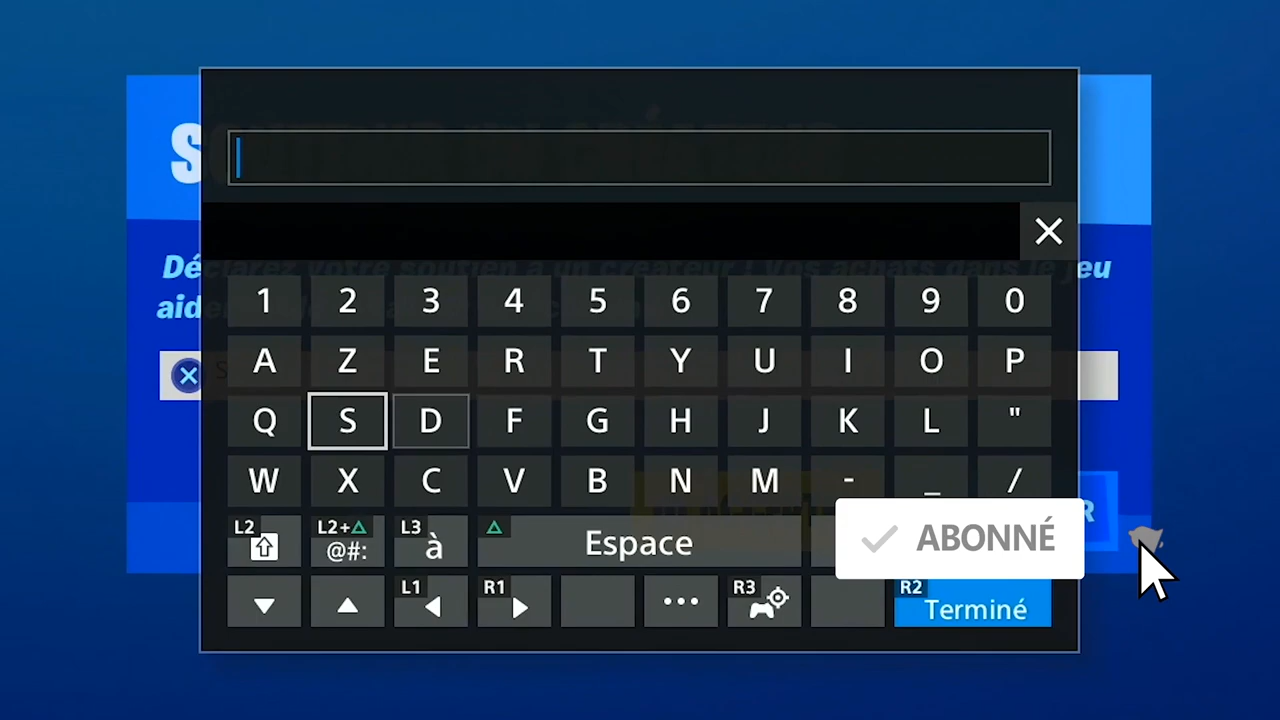 S
Déclarez votre soutien à un créateur ! Vos achats dans le jeu
aider
1 2 3 4 5 6 7 8 9 0
A Z E R T Y U I O P
S
Q S D F G H J K L "
W X C V B N M - _ /
L2 L2+△ @#: L3 à △ Espace
ABONNÉ
R
L1 R1 ... R3 R2 Terminé